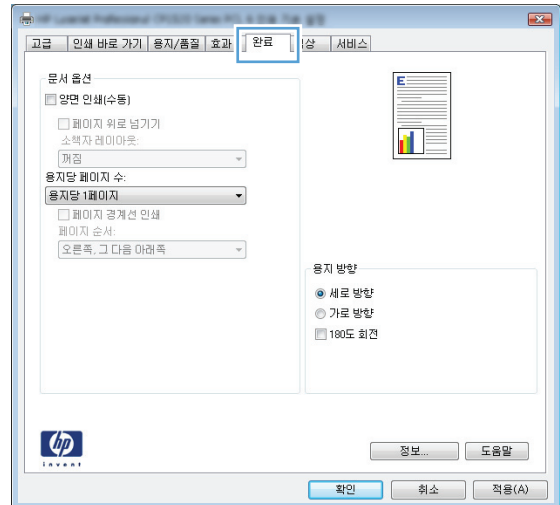 고급 인쇄 바로 가기 용지/품질 효과 완료 상 서비스
문서 옵션
양면 인쇄(수동)
페이지 위로 넘기기
소책자 레이아웃:
꺼짐
용지당 페이지 수:
용지당 1페이지
페이지 경계선 인쇄
페이지 순서:
오른쪽, 그 다음 아래쪽
E
용지 방향
세로 방향
가로 방향
180도 회전
hp
invent
정보... 도움말
확인 취소 적용(A)